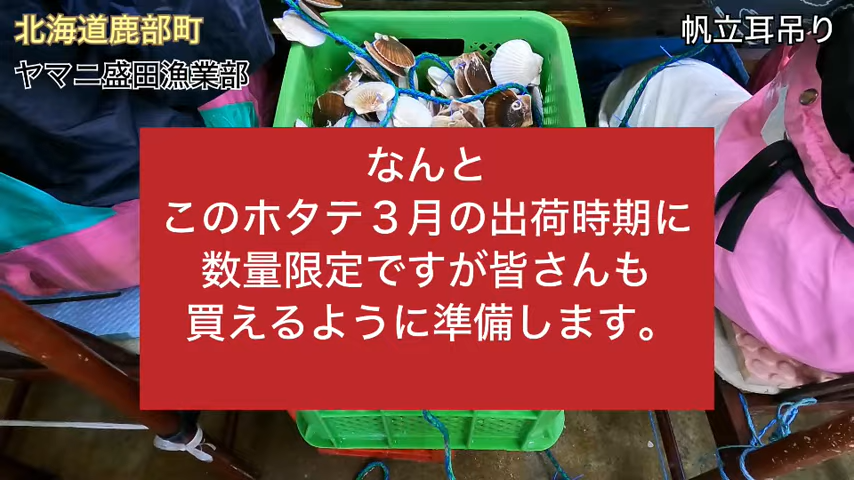 北海道鹿部町
ヤマニ盛田漁業部
帆立耳吊り
なんと
このホタテ３月の出荷時期に
数量限定ですが皆さんも
買えるように準備します。